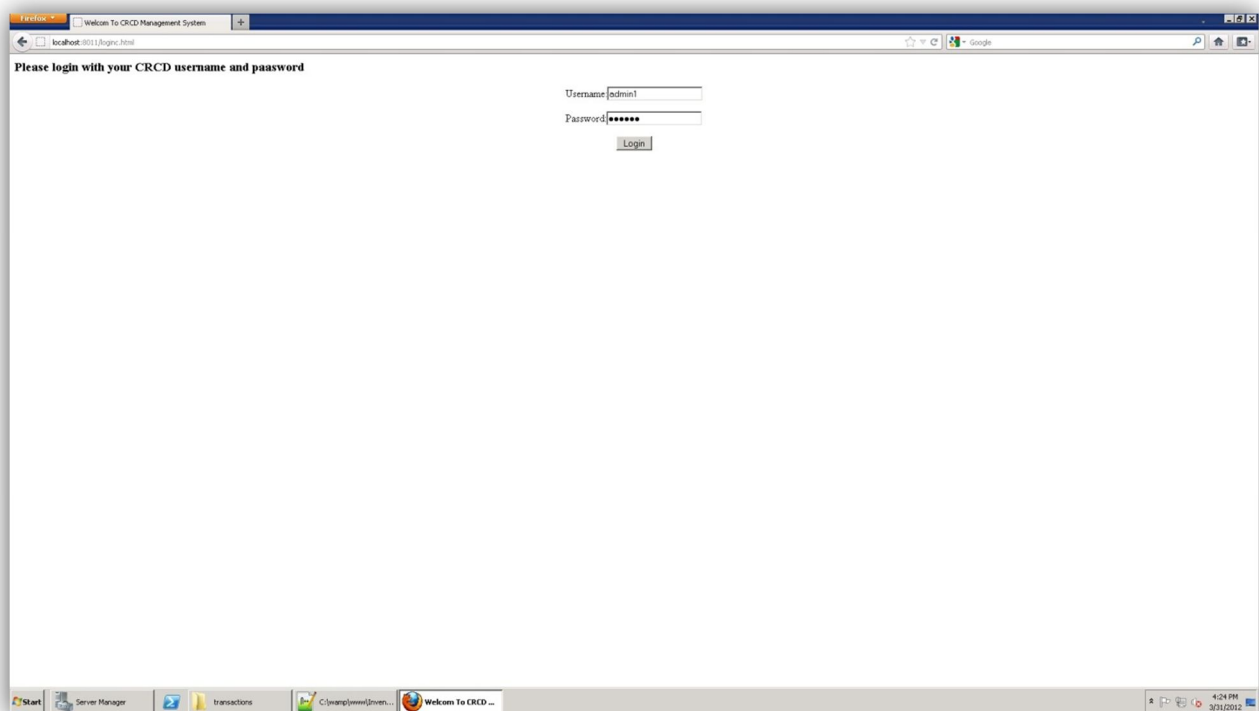 Firefox
Welcom To CRCD Management System
localhost:8011/loginc.html
Google
Please login with your CRCD username and paasword
Username:admin1
Password:••••••
Login
Start
Server Manager
transactions
C:\wamp\www\Inven...
Welcom To CRCD ...
4:24 PM
3/31/2012